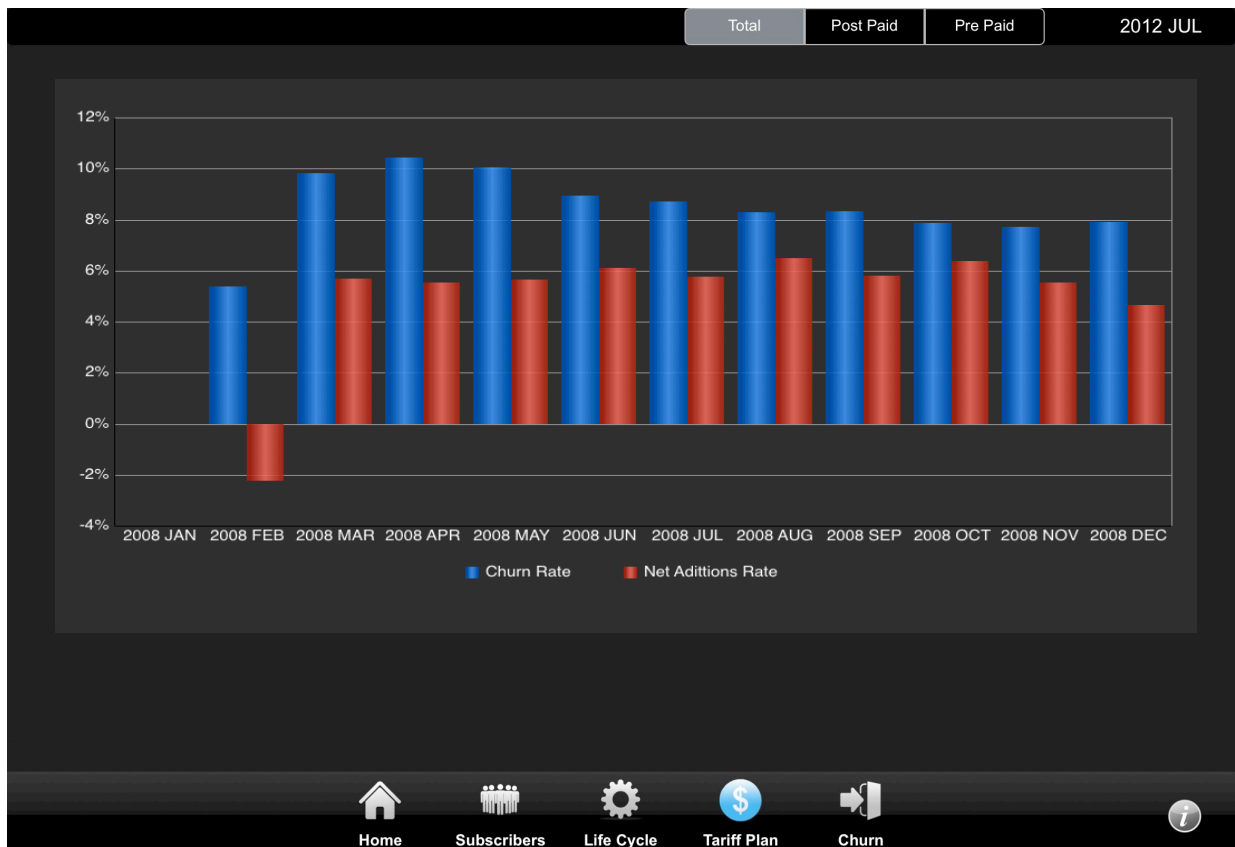 Total Post Paid Pre Paid 2012 JUL
12%
10%
8%
6%
4%
2%
0%
-2%
-4%
2008 JAN 2008 FEB 2008 MAR 2008 APR 2008 MAY 2008 JUN 2008 JUL 2008 AUG 2008 SEP 2008 OCT 2008 NOV 2008 DEC
Churn Rate Net Adittions Rate
$
i
Home Subscribers Life Cycle Tariff Plan Churn